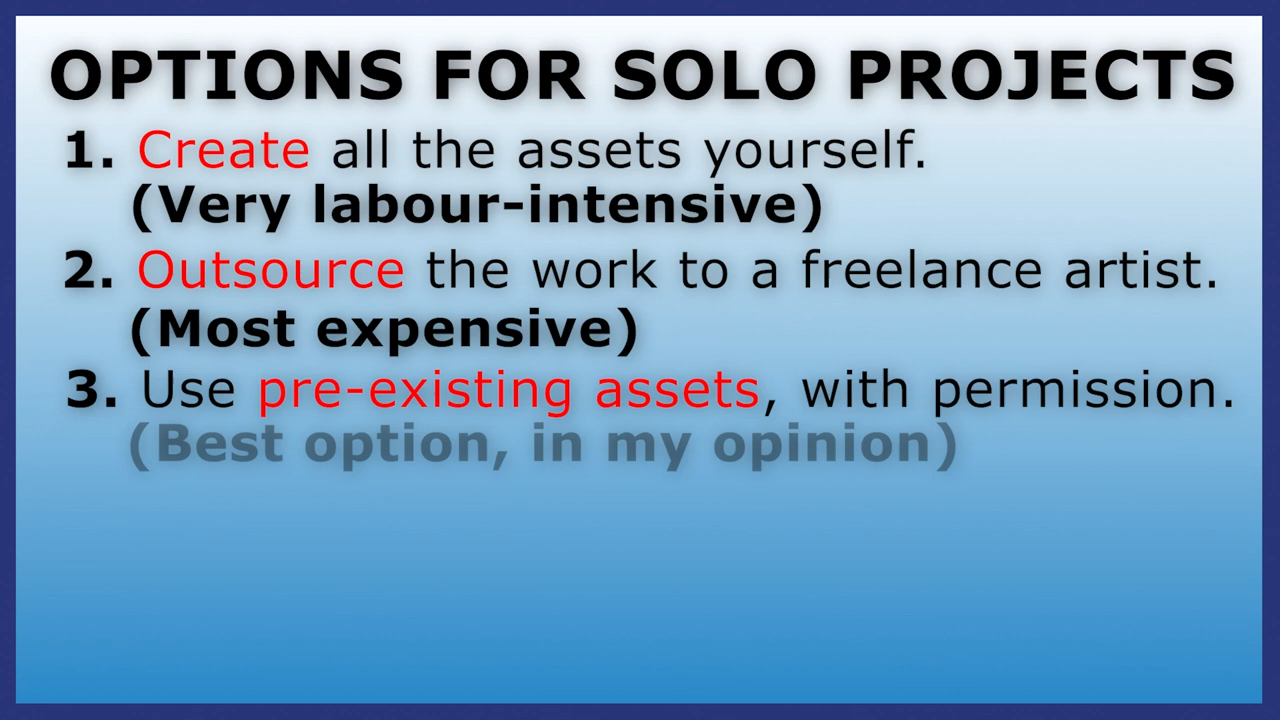 OPTIONS FOR SOLO PROJECTS
1. Create all the assets yourself.
(Very labour-intensive)
2. Outsource the work to a freelance artist.
(Most expensive)
3. Use pre-existing assets, with permission.
(Best option, in my opinion)